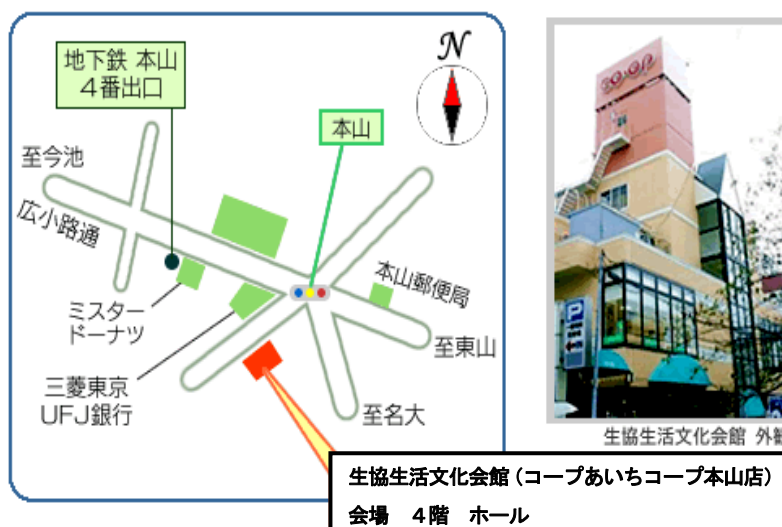 地下鉄 本山
4番出口
N
本山
至今池
広小路通
本山郵便局
ミスター
ドーナツ
至東山
三菱東京
UFJ銀行
至名大
CO-OP
P
生協生活文化会館 外観
生協生活文化会館（コープあいちコープ本山店）
会場　４階　ホール